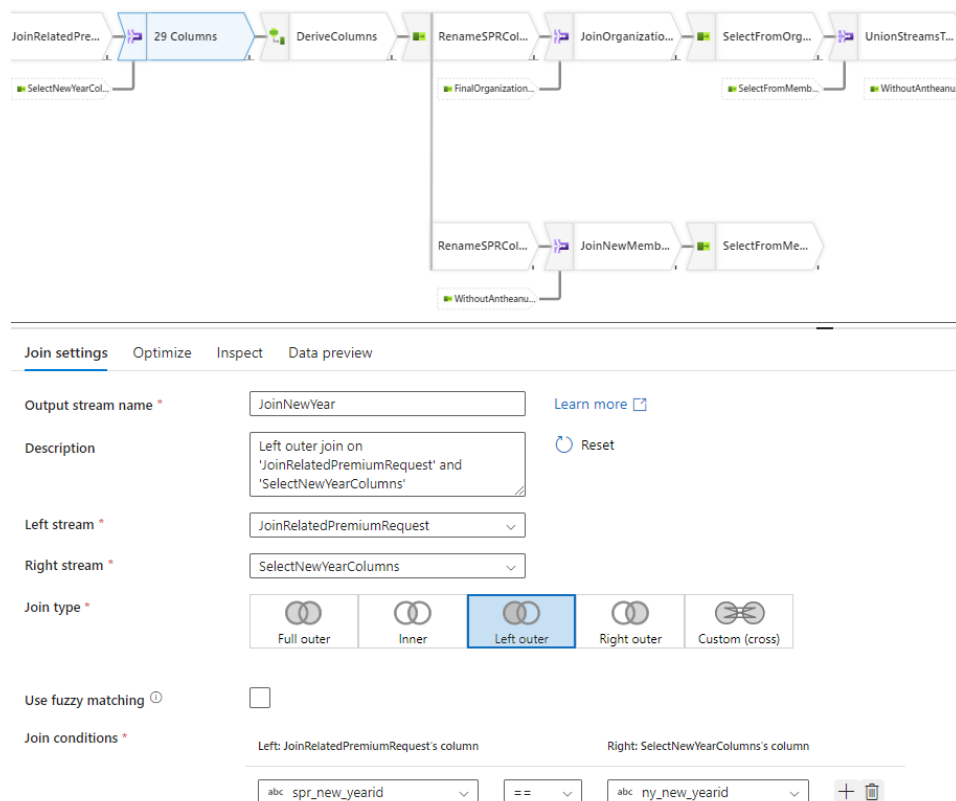 JoinRelatedPre...
29 Columns
DeriveColumns
RenameSPRCol...
JoinOrganizatio...
SelectFromOrg...
UnionStreamsT...
SelectNewYearCol...
FinalOrganization...
SelectFromMemb...
WithoutAntheanu
RenameSPRCol...
JoinNewMemb...
SelectFromMe...
WithoutAntheanu...
Join settings Optimize Inspect Data preview
Output stream name *
JoinNewYear
Learn more
Description
Left outer join on
'JoinRelatedPremiumRequest' and
'SelectNewYearColumns'
Reset
Left stream *
JoinRelatedPremiumRequest
Right stream *
SelectNewYearColumns
Join type *
Full outer
Inner
Left outer
Right outer
Custom (cross)
Use fuzzy matching
Join conditions *
Left: JoinRelatedPremiumRequest's column
Right: SelectNewYearColumns's column
abc spr_new_yearid
==
abc ny_new_yearid